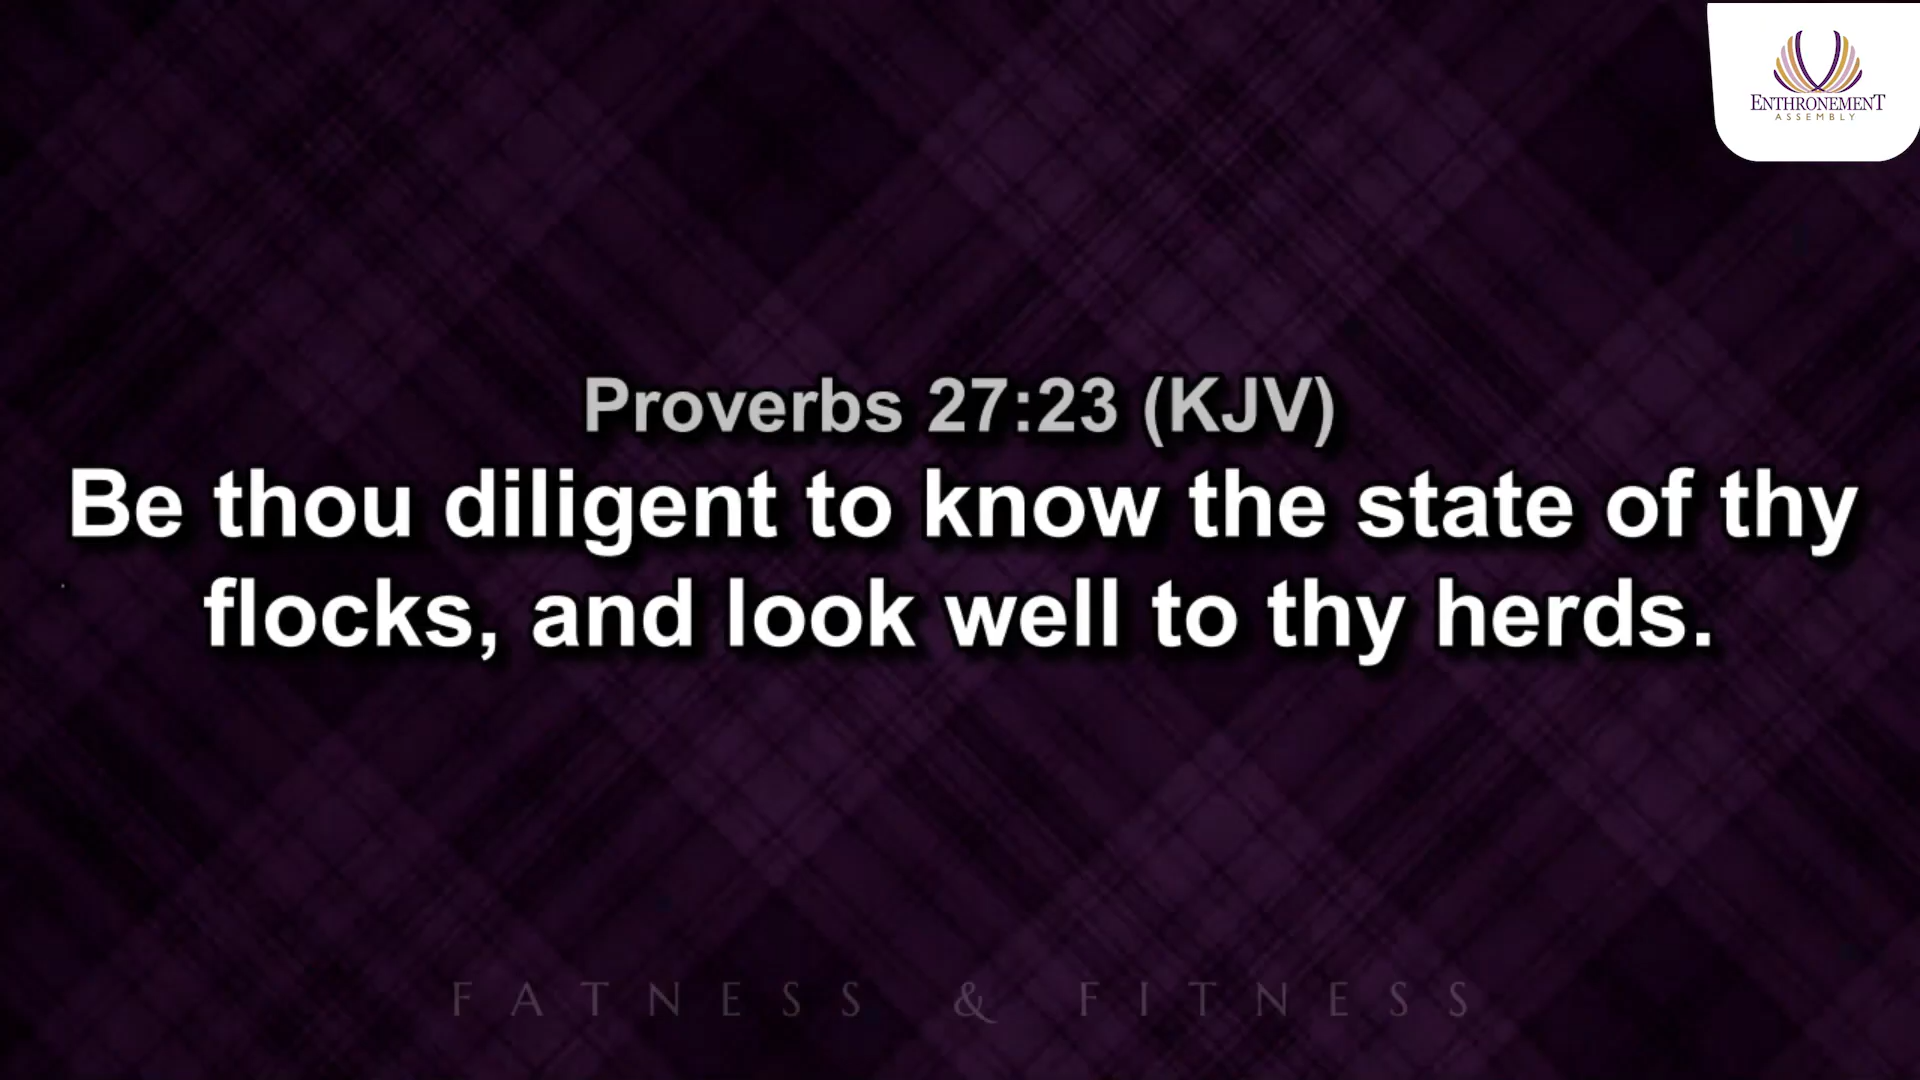 ENTHRONEMENT
ASSEMBLY
Proverbs 27:23 (KJV)
Be thou diligent to know the state of thy
flocks, and look well to thy herds.
FATNESS & FITNESS